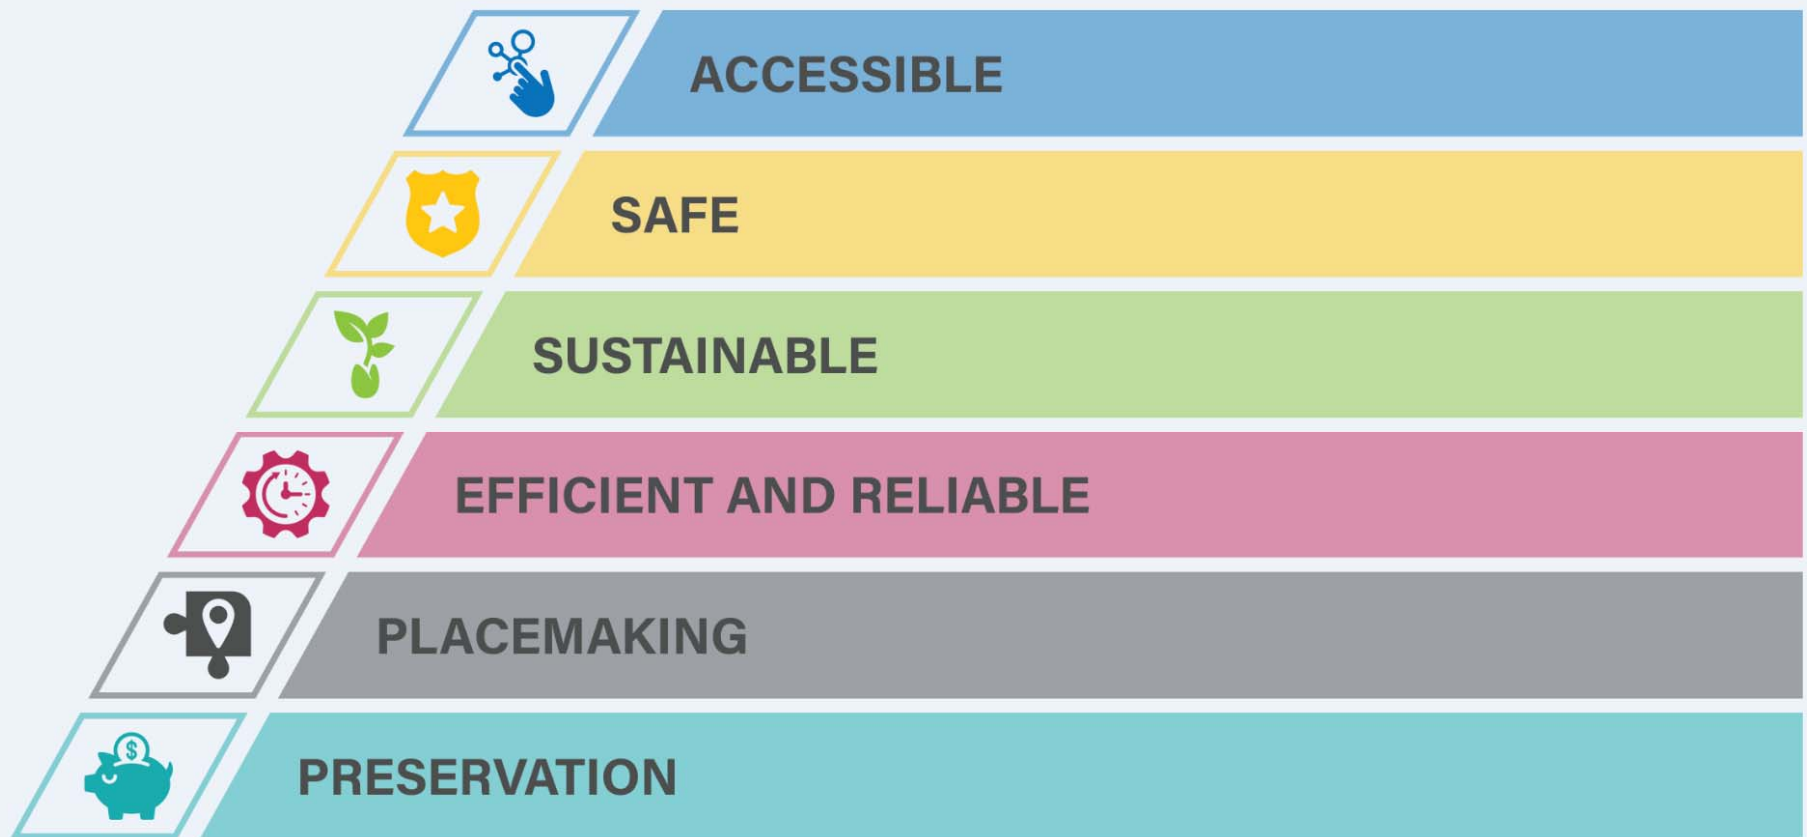 ACCESSIBLE
SAFE
SUSTAINABLE
EFFICIENT AND RELIABLE
PLACEMAKING
$
PRESERVATION